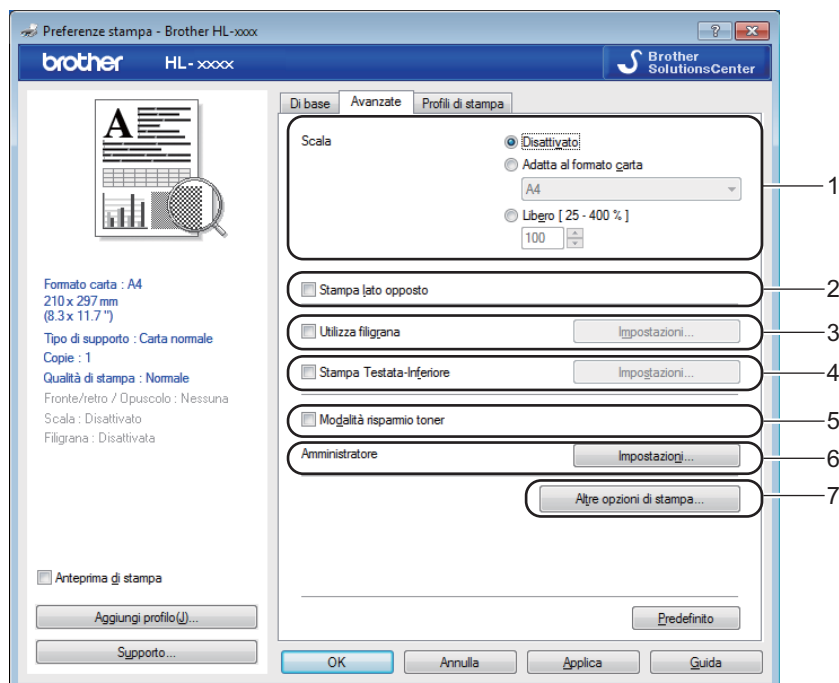 Preferenze stampa - Brother HL-xxxx
brother HL-xxxx
Brother
SolutionsCenter
Di base Avanzate Profili di stampa
A
Scala
Disattivato
Adatta al formato carta
A4
Libero [ 25 - 400 % ]
100
1
Stampa lato opposto
2
Utilizza filigrana Impostazioni...
3
Stampa Testata-Inferiore Impostazioni...
4
Modalità risparmio toner
5
Amministratore Impostazioni...
6
Altre opzioni di stampa...
7
Formato carta : A4
210 x 297 mm
(8.3 x 11.7 ")
Tipo di supporto : Carta normale
Copie : 1
Qualità di stampa : Normale
Fronte/retro / Opuscolo : Nessuna
Scala : Disattivato
Filigrana : Disattivata
Anteprima di stampa
Aggiungi profilo(J)...
Supporto...
Predefinito
OK Annulla Applica Guida